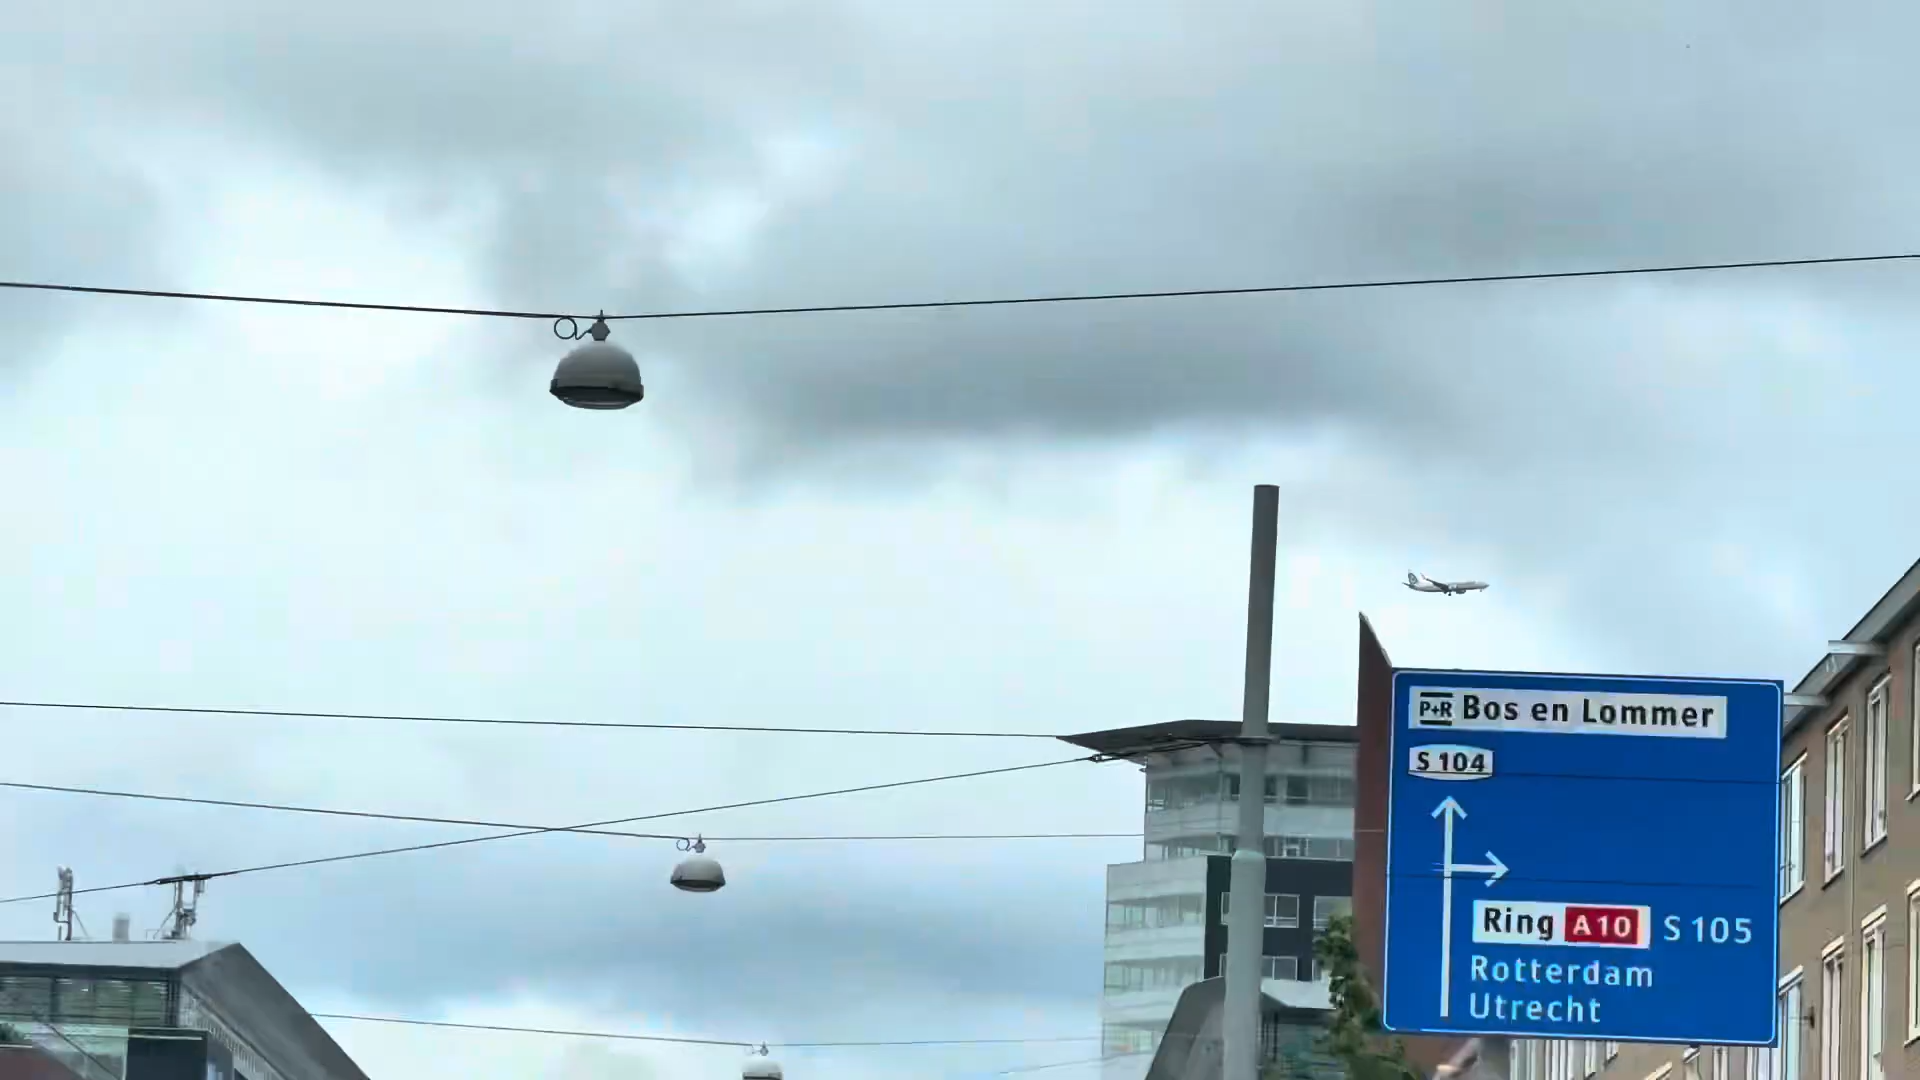 P+R Bos en Lommer
S 104
Ring A10 S 105
Rotterdam
Utrecht